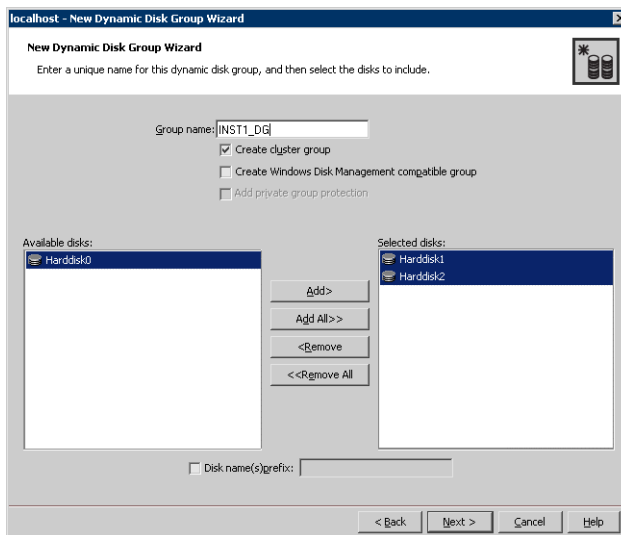 localhost - New Dynamic Disk Group Wizard
New Dynamic Disk Group Wizard
Enter a unique name for this dynamic disk group, and then select the disks to include.
Group name: INST1_DG
Create cluster group
Create Windows Disk Management compatible group
Add private group protection
Available disks:
Harddisk0
Add>
Add All>>
<Remove
<<Remove All
Selected disks:
Harddisk1
Harddisk2
Disk name(s)prefix:
< Back
Next >
Cancel
Help